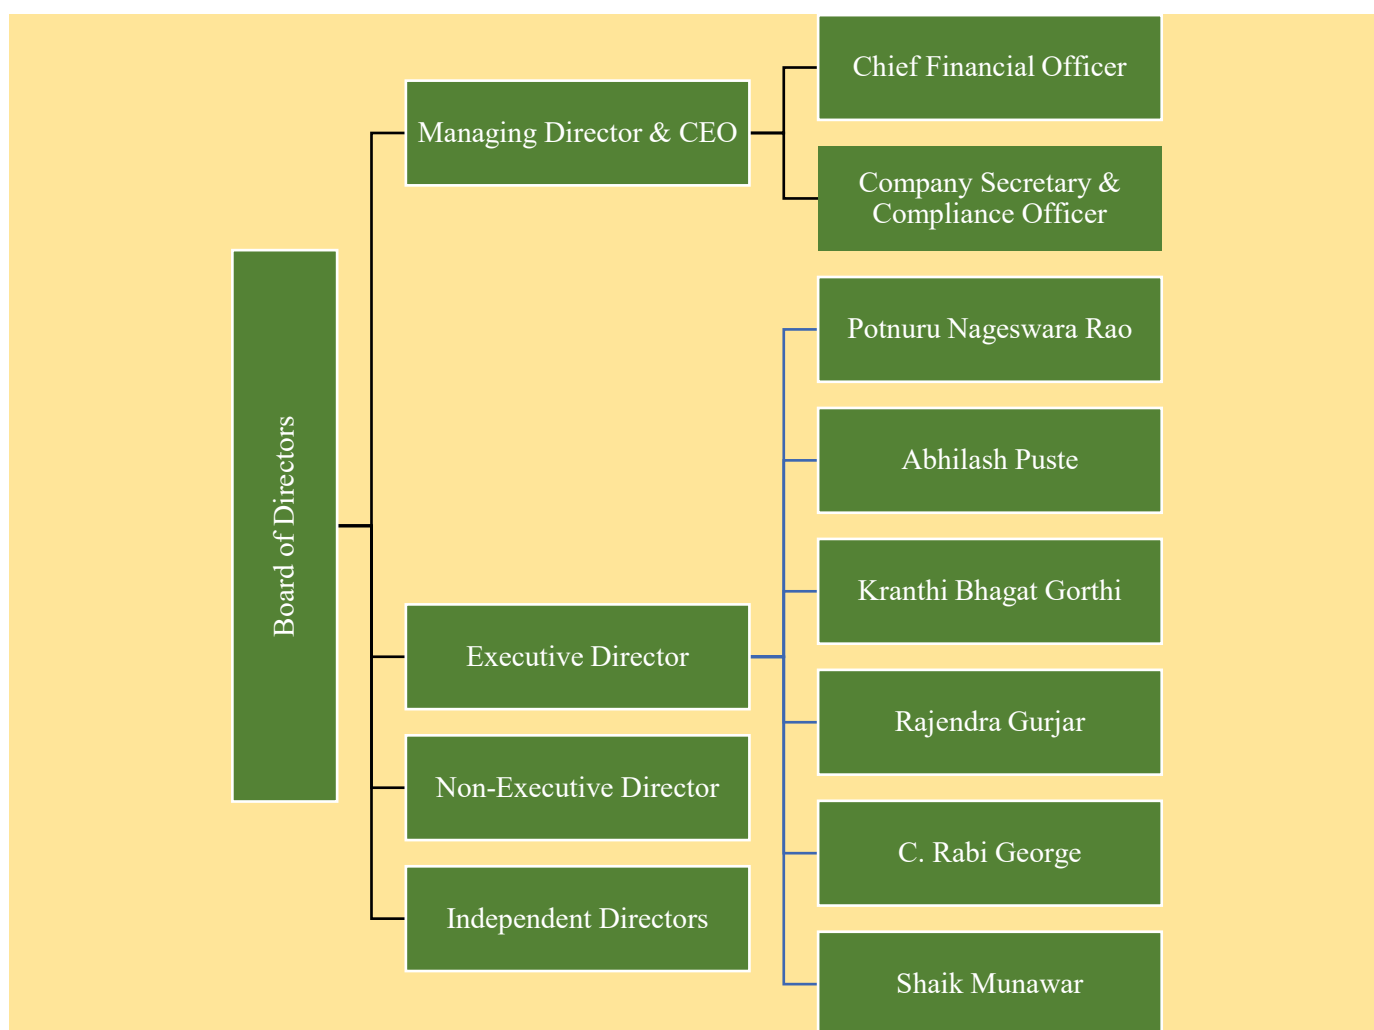 Board of Directors
Managing Director & CEO
Chief Financial Officer
Company Secretary &
Compliance Officer
Executive Director
Potnuru Nageswara Rao
Abhilash Puste
Kranthi Bhagat Gorthi
Rajendra Gurjar
C. Rabi George
Shaik Munawar
Non-Executive Director
Independent Directors